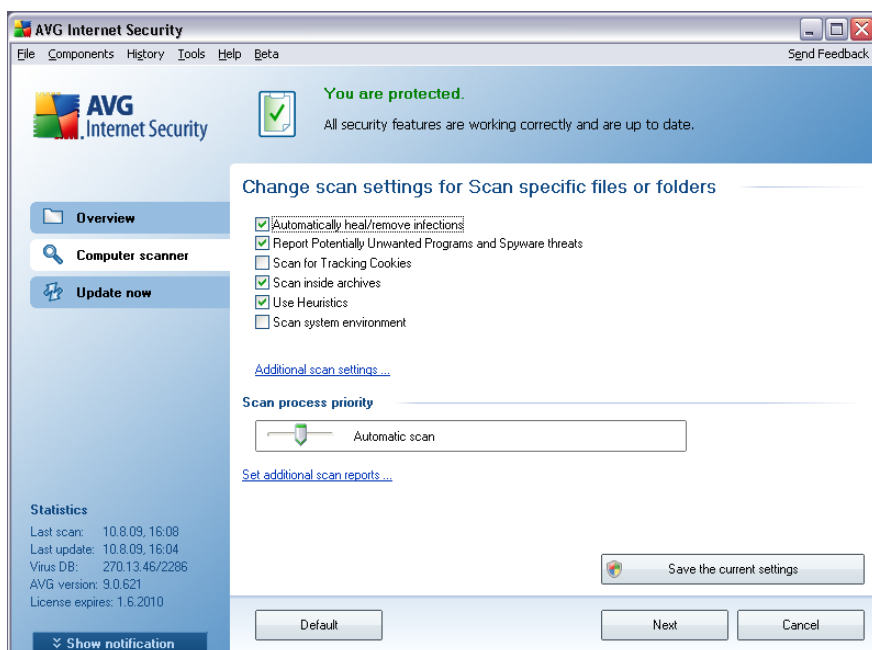 AVG Internet Security
File Components History Tools Help Beta Send Feedback
AVG
Internet Security
You are protected.
All security features are working correctly and are up to date.
Overview
Computer scanner
Update now
Change scan settings for Scan specific files or folders
Automatically heal/remove infections
Report Potentially Unwanted Programs and Spyware threats
Scan for Tracking Cookies
Scan inside archives
Use Heuristics
Scan system environment
Additional scan settings ...
Scan process priority
Automatic scan
Set additional scan reports ...
Statistics
Last scan: 10.8.09, 16:08
Last update: 10.8.09, 16:04
Virus DB: 270.13.46/2286
AVG version: 9.0.621
License expires: 1.6.2010
Show notification
Save the current settings
Default
Next
Cancel